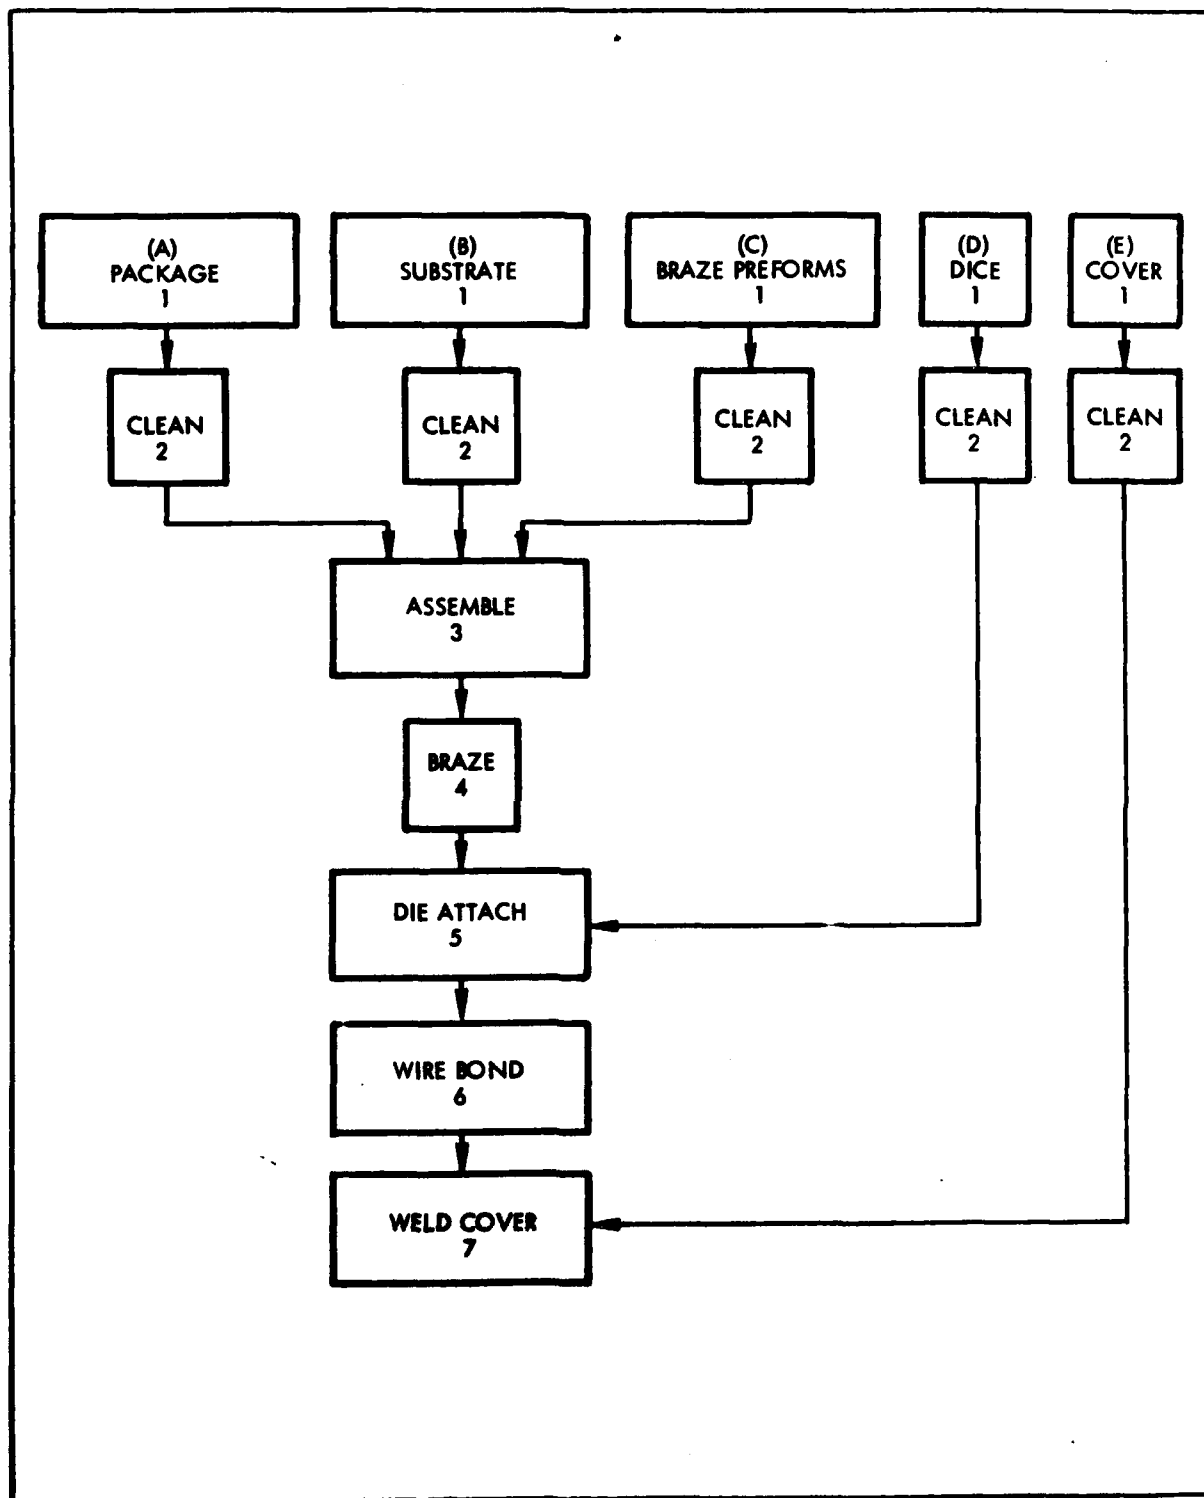 (A)
PACKAGE
1
(B)
SUBSTRATE
1
(C)
BRAZE PREFORMS
1
(D)
DICE
1
(E)
COVER
1
CLEAN
2
CLEAN
2
CLEAN
2
CLEAN
2
CLEAN
2
ASSEMBLE
3
BRAZE
4
DIE ATTACH
5
WIRE BOND
6
WELD COVER
7